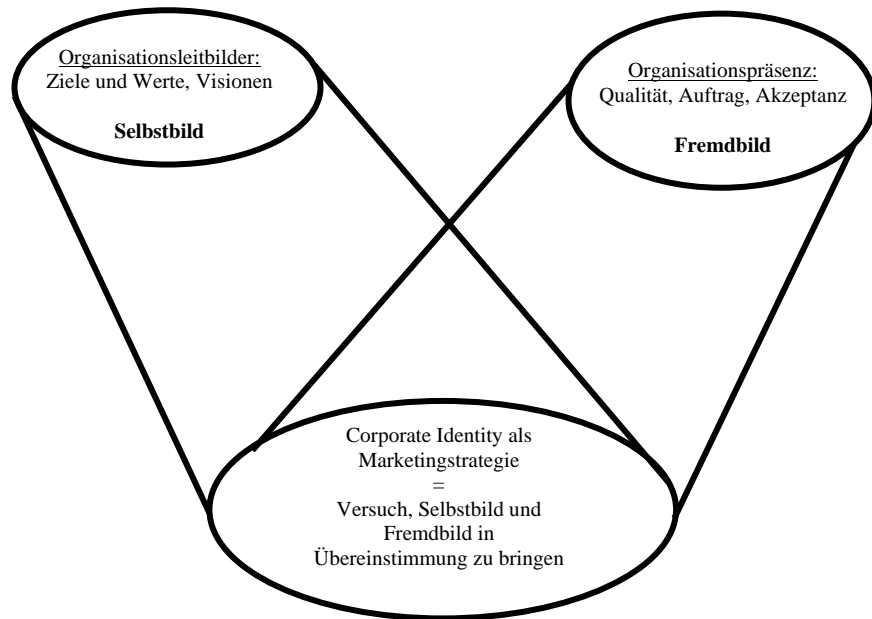 Organisationsleitbilder:
Ziele und Werte, Visionen
Selbstbild
Organisationspräsenz:
Qualität, Auftrag, Akzeptanz
Fremdbild
Corporate Identity als
Marketingstrategie
=
Versuch, Selbstbild und
Fremdbild in
Übereinstimmung zu bringen